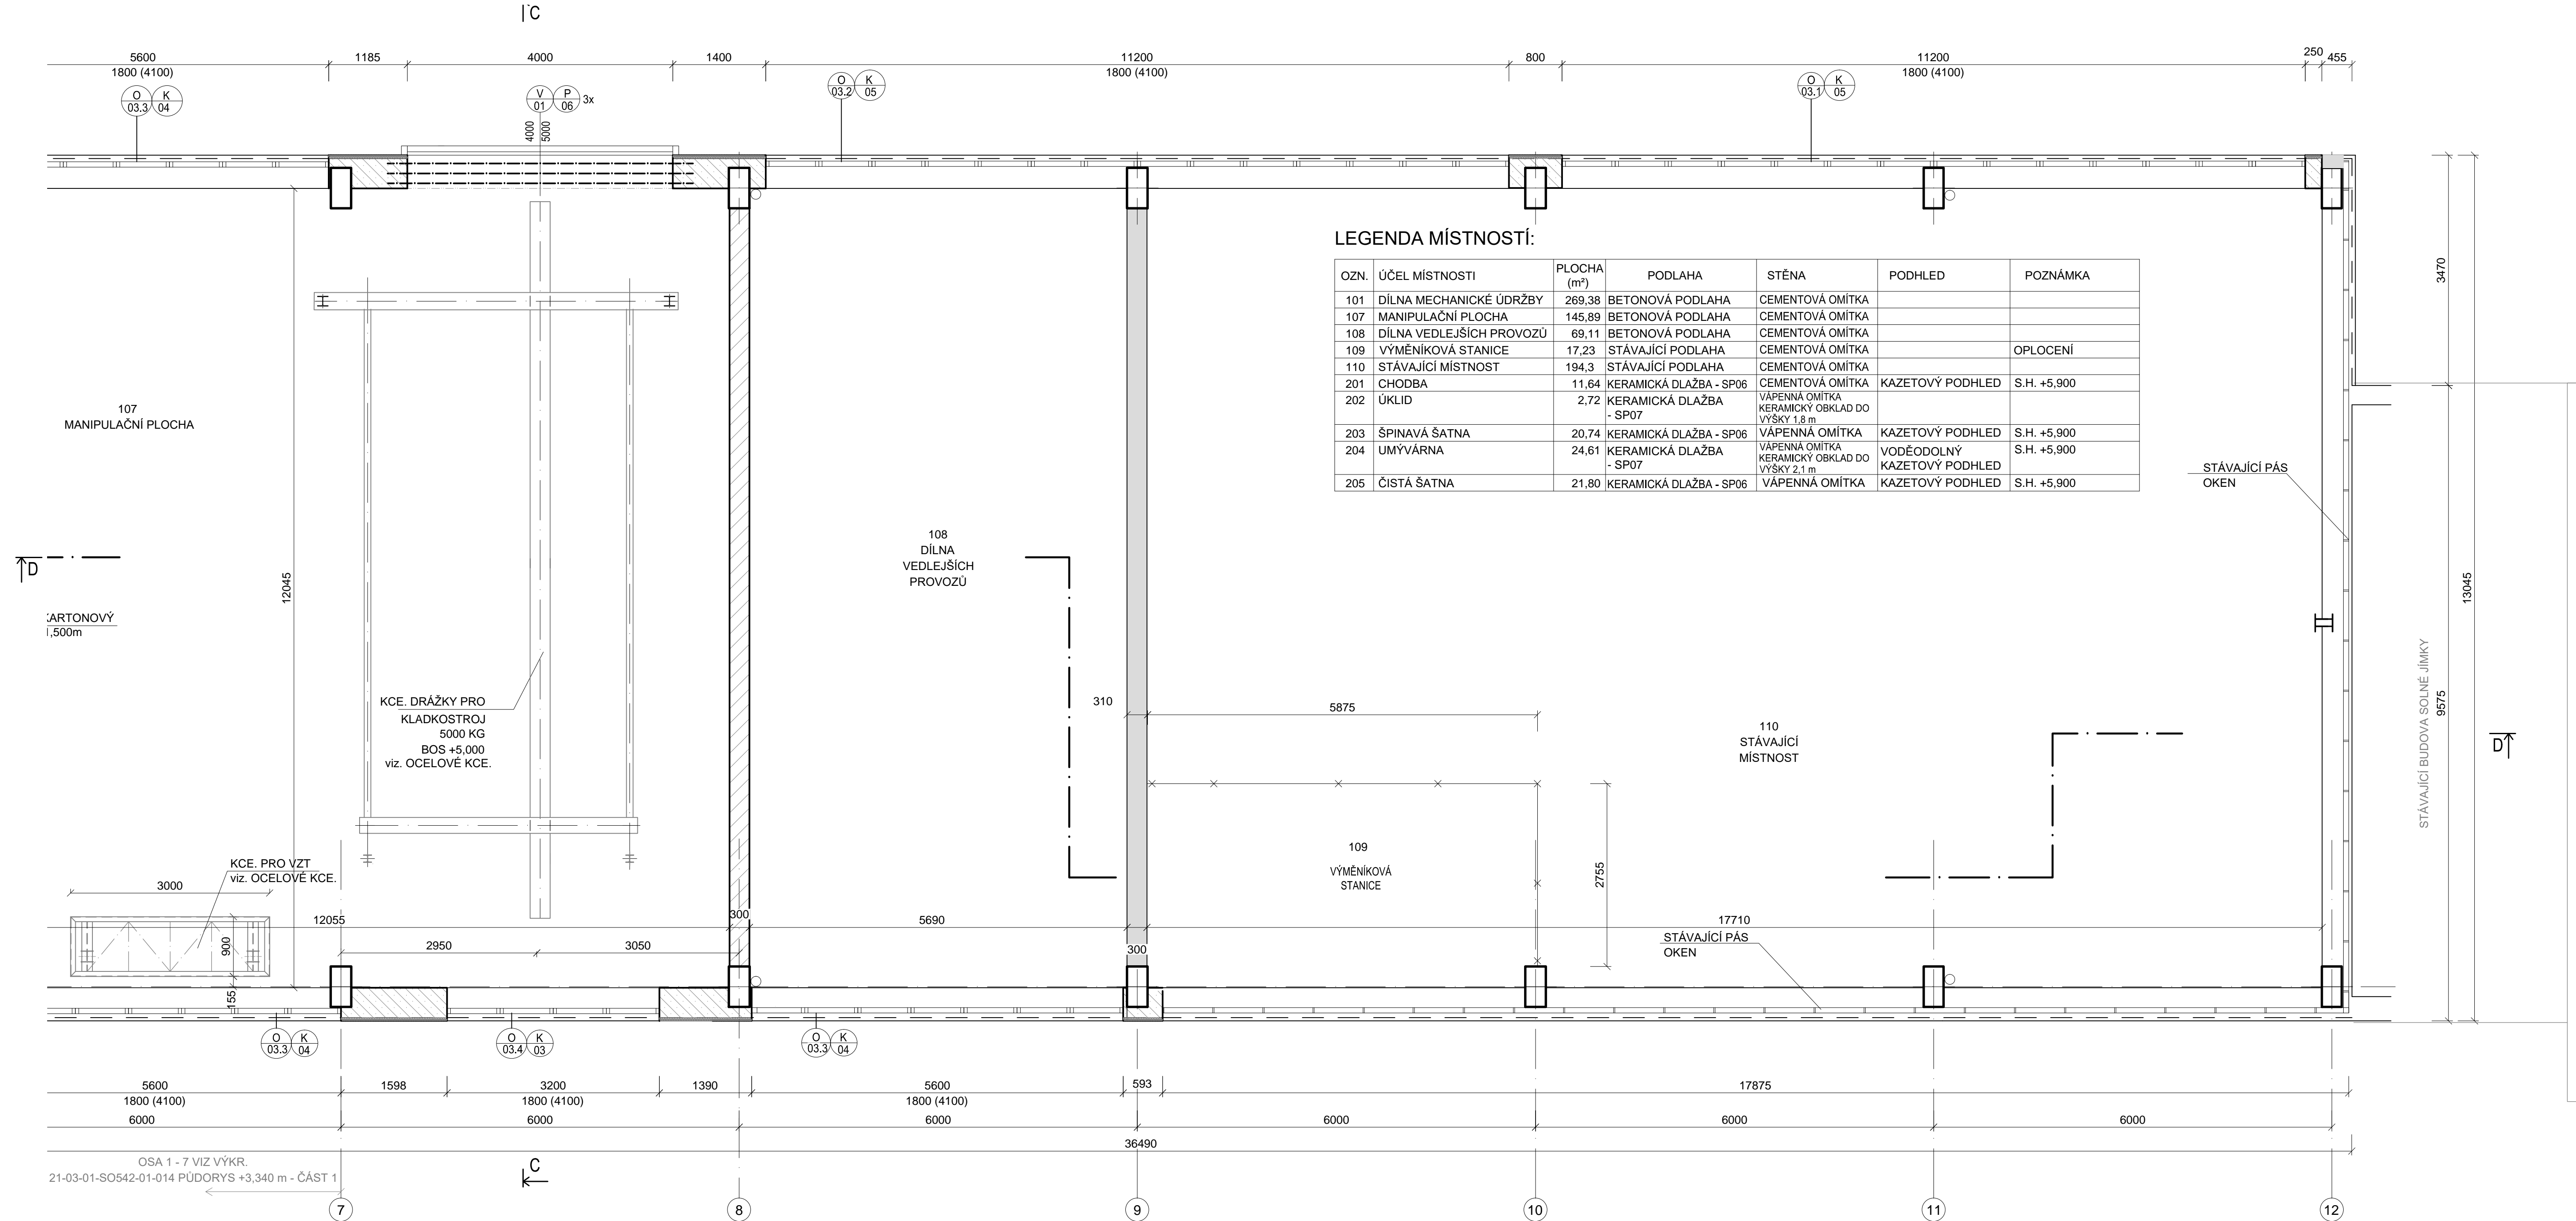 C
5600 1185 4000 1400 11200 800 11200 250 455
1800 (4100) 1800 (4100) 1800 (4100)
O K
03.3 04
V P 3x
01 06
O K
03.2 05
O K
03.1 05
4000
5000
LEGENDA MÍSTNOSTÍ:
OZN. ÚČEL MÍSTNOSTI PLOCHA (m²) PODLAHA STĚNA PODHLED POZNÁMKA
101 DÍLNA MECHANICKÉ ÚDRŽBY 269,38 BETONOVÁ PODLAHA CEMENTOVÁ OMÍTKA
107 MANIPULAČNÍ PLOCHA 145,89 BETONOVÁ PODLAHA CEMENTOVÁ OMÍTKA
108 DÍLNA VEDLEJŠÍCH PROVOZŮ 69,11 BETONOVÁ PODLAHA CEMENTOVÁ OMÍTKA
109 VÝMĚNÍKOVÁ STANICE 17,23 STÁVAJÍCÍ PODLAHA CEMENTOVÁ OMÍTKA OPLOCENÍ
110 STÁVAJÍCÍ MÍSTNOST 194,3 STÁVAJÍCÍ PODLAHA CEMENTOVÁ OMÍTKA
201 CHODBA 11,64 KERAMICKÁ DLAŽBA - SP06 CEMENTOVÁ OMÍTKA KAZETOVÝ PODHLED S.H. +5,900
202 ÚKLID 2,72 KERAMICKÁ DLAŽBA - SP07 VÁPENNÁ OMÍTKA KERAMICKÝ OBKLAD DO VÝŠKY 1,8 m
203 ŠPINAVÁ ŠATNA 20,74 KERAMICKÁ DLAŽBA - SP06 VÁPENNÁ OMÍTKA KAZETOVÝ PODHLED S.H. +5,900
204 UMÝVÁRNA 24,61 KERAMICKÁ DLAŽBA - SP07 VÁPENNÁ OMÍTKA KERAMICKÝ OBKLAD DO VÝŠKY 2,1 m VODĚODOLNÝ KAZETOVÝ PODHLED S.H. +5,900
205 ČISTÁ ŠATNA 21,80 KERAMICKÁ DLAŽBA - SP06 VÁPENNÁ OMÍTKA KAZETOVÝ PODHLED S.H. +5,900
3470
13045
9575
STÁVAJÍCÍ BUDOVA SOLNÉ JÍMKY
107
MANIPULAČNÍ PLOCHA
STÁVAJÍCÍ PÁS
OKEN
108
DÍLNA
VEDLEJŠÍCH
PROVOZŮ
D
12045
KARTONOVÝ
,500m
KCE. DRÁŽKY PRO
KLADKOSTROJ
5000 KG
BOS +5,000
viz. OCELOVÉ KCE.
310
5875
110
STÁVAJÍCÍ
MÍSTNOST
D
109
VÝMĚNÍKOVÁ
STANICE
2755
KCE. PRO VZT
viz. OCELOVÉ KCE.
3000
900
155
12055 300 5690 17710
2950 3050 300
STÁVAJÍCÍ PÁS
OKEN
O K
03.3 04
O K
03.4 03
O K
03.3 04
5600 1598 3200 1390 5600 593 17875
1800 (4100) 1800 (4100) 1800 (4100)
6000 6000 6000 6000 6000 6000
36490
OSA 1 - 7 VIZ VÝKR.
21-03-01-SO542-01-014 PŮDORYS +3,340 m - ČÁST 1
C
7 8 9 10 11 12